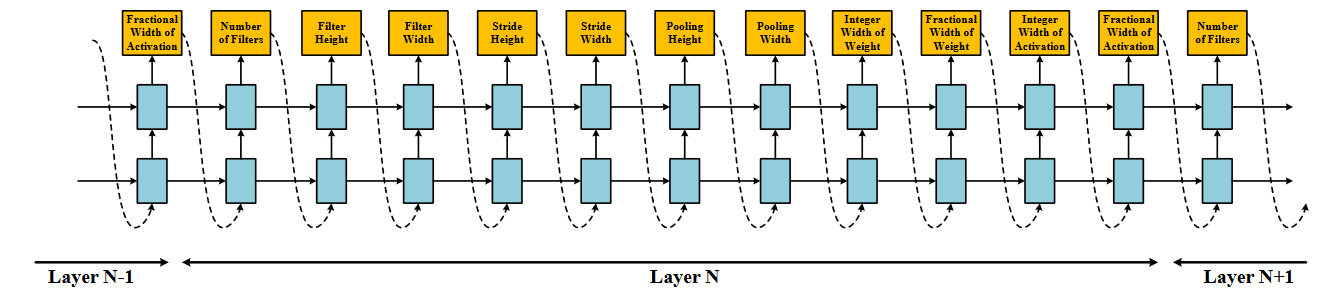 Fractional
Width of
Activation
Number
of Filters
Filter
Height
Filter
Width
Stride
Height
Stride
Width
Pooling
Height
Pooling
Width
Integer
Width of
Weight
Fractional
Width of
Weight
Integer
Width of
Activation
Fractional
Width of
Activation
Number
of Filters
Layer N-1
Layer N
Layer N+1